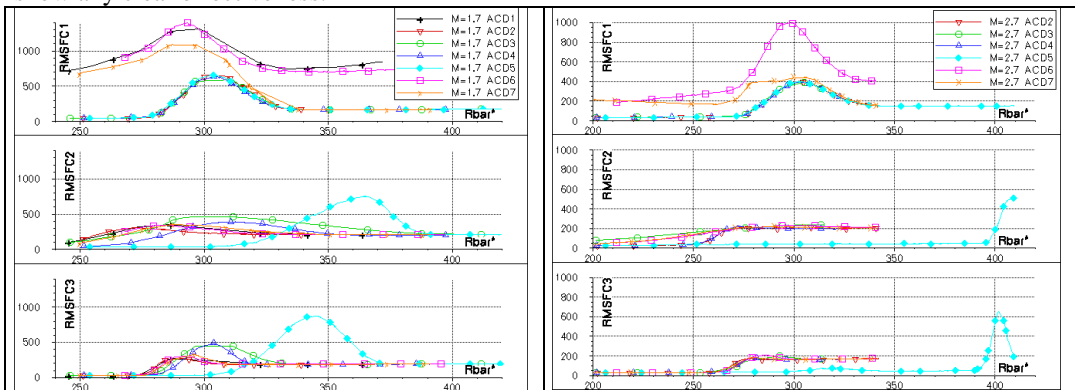 RMSFC1
1000
500
0
250
300
350
400
Rbar*
M=1.7 ACD1
M=1.7 ACD2
M=1.7 ACD3
M=1.7 ACD4
M=1.7 ACD5
M=1.7 ACD6
M=1.7 ACD7
RMSFC2
1000
500
0
250
300
350
400
Rbar*
RMSFC3
1000
500
0
250
300
350
400
Rbar*
RMSFC1
1000
800
600
400
200
0
200
250
300
400
Rbar*
M=2.7 ACD2
M=2.7 ACD3
M=2.7 ACD4
M=2.7 ACD5
M=2.7 ACD6
M=2.7 ACD7
RMSFC2
1000
800
600
400
200
0
200
250
300
350
400
Rbar*
RMSFC3
1000
800
600
400
200
0
200
250
300
350
400
Rbar*